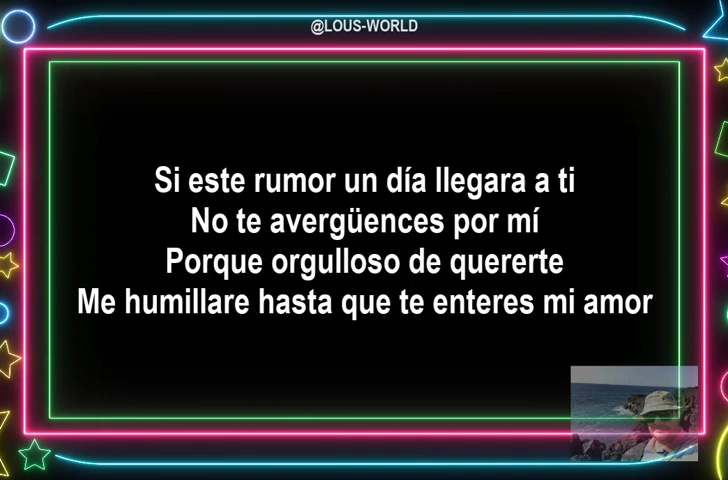 @LOUS-WORLD
Si este rumor un día llegara a ti
No te avergüences por mí
Porque orgulloso de quererte
Me humillare hasta que te enteres mi amor